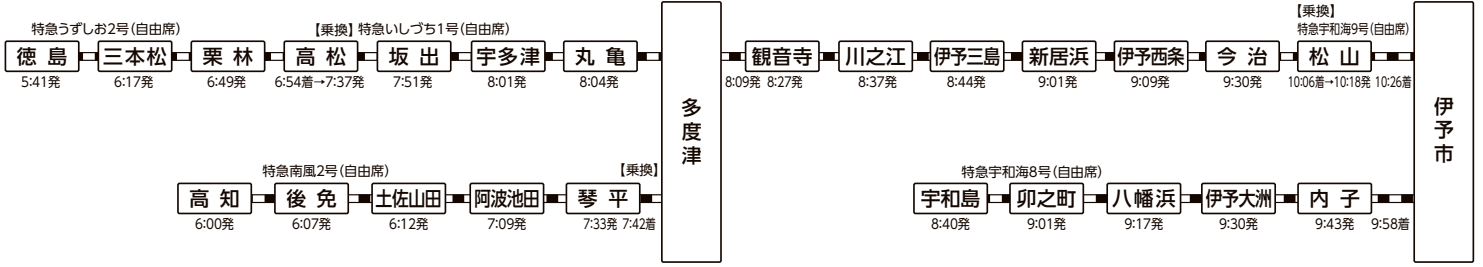 特急うずしお2号(自由席)
【乗換】特急いしづち1号(自由席)
徳島 三本松 栗林 高松 坂出 宇多津 丸亀
5:41発 6:17発 6:49発 6:54着→7:37発 7:51発 8:01発 8:04発
多度津
【乗換】
特急宇和海9号(自由席)
観音寺 川之江 伊予三島 新居浜 伊予西条 今治 松山
8:09発 8:27発 8:37発 8:44発 9:01発 9:09発 9:30発 10:06着→10:18発 10:26着
伊予市
特急南風2号(自由席)
【乗換】
高知 後免 土佐山田 阿波池田 琴平
6:00発 6:07発 6:12発 7:09発 7:33発 7:42着
特急宇和海8号(自由席)
宇和島 卯之町 八幡浜 伊予大洲 内子
8:40発 9:01発 9:17発 9:30発 9:43発 9:58着